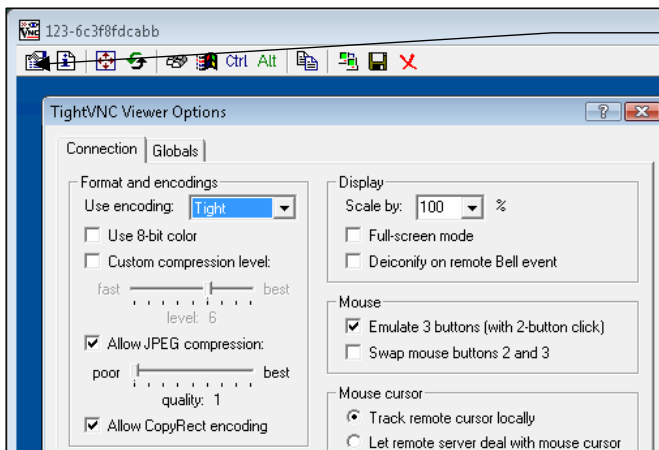 123-6c3f8fdcabb
Ctrl Alt
TightVNC Viewer Options
Connection Globals
Format and encodings
Use encoding: Tight
Use 8-bit color
Custom compression level:
fast best
level: 6
Allow JPEG compression:
poor best
quality: 1
Allow CopyRect encoding
Display
Scale by: 100 %
Full-screen mode
Deiconify on remote Bell event
Mouse
Emulate 3 buttons (with 2-button click)
Swap mouse buttons 2 and 3
Mouse cursor
Track remote cursor locally
Let remote server deal with mouse cursor